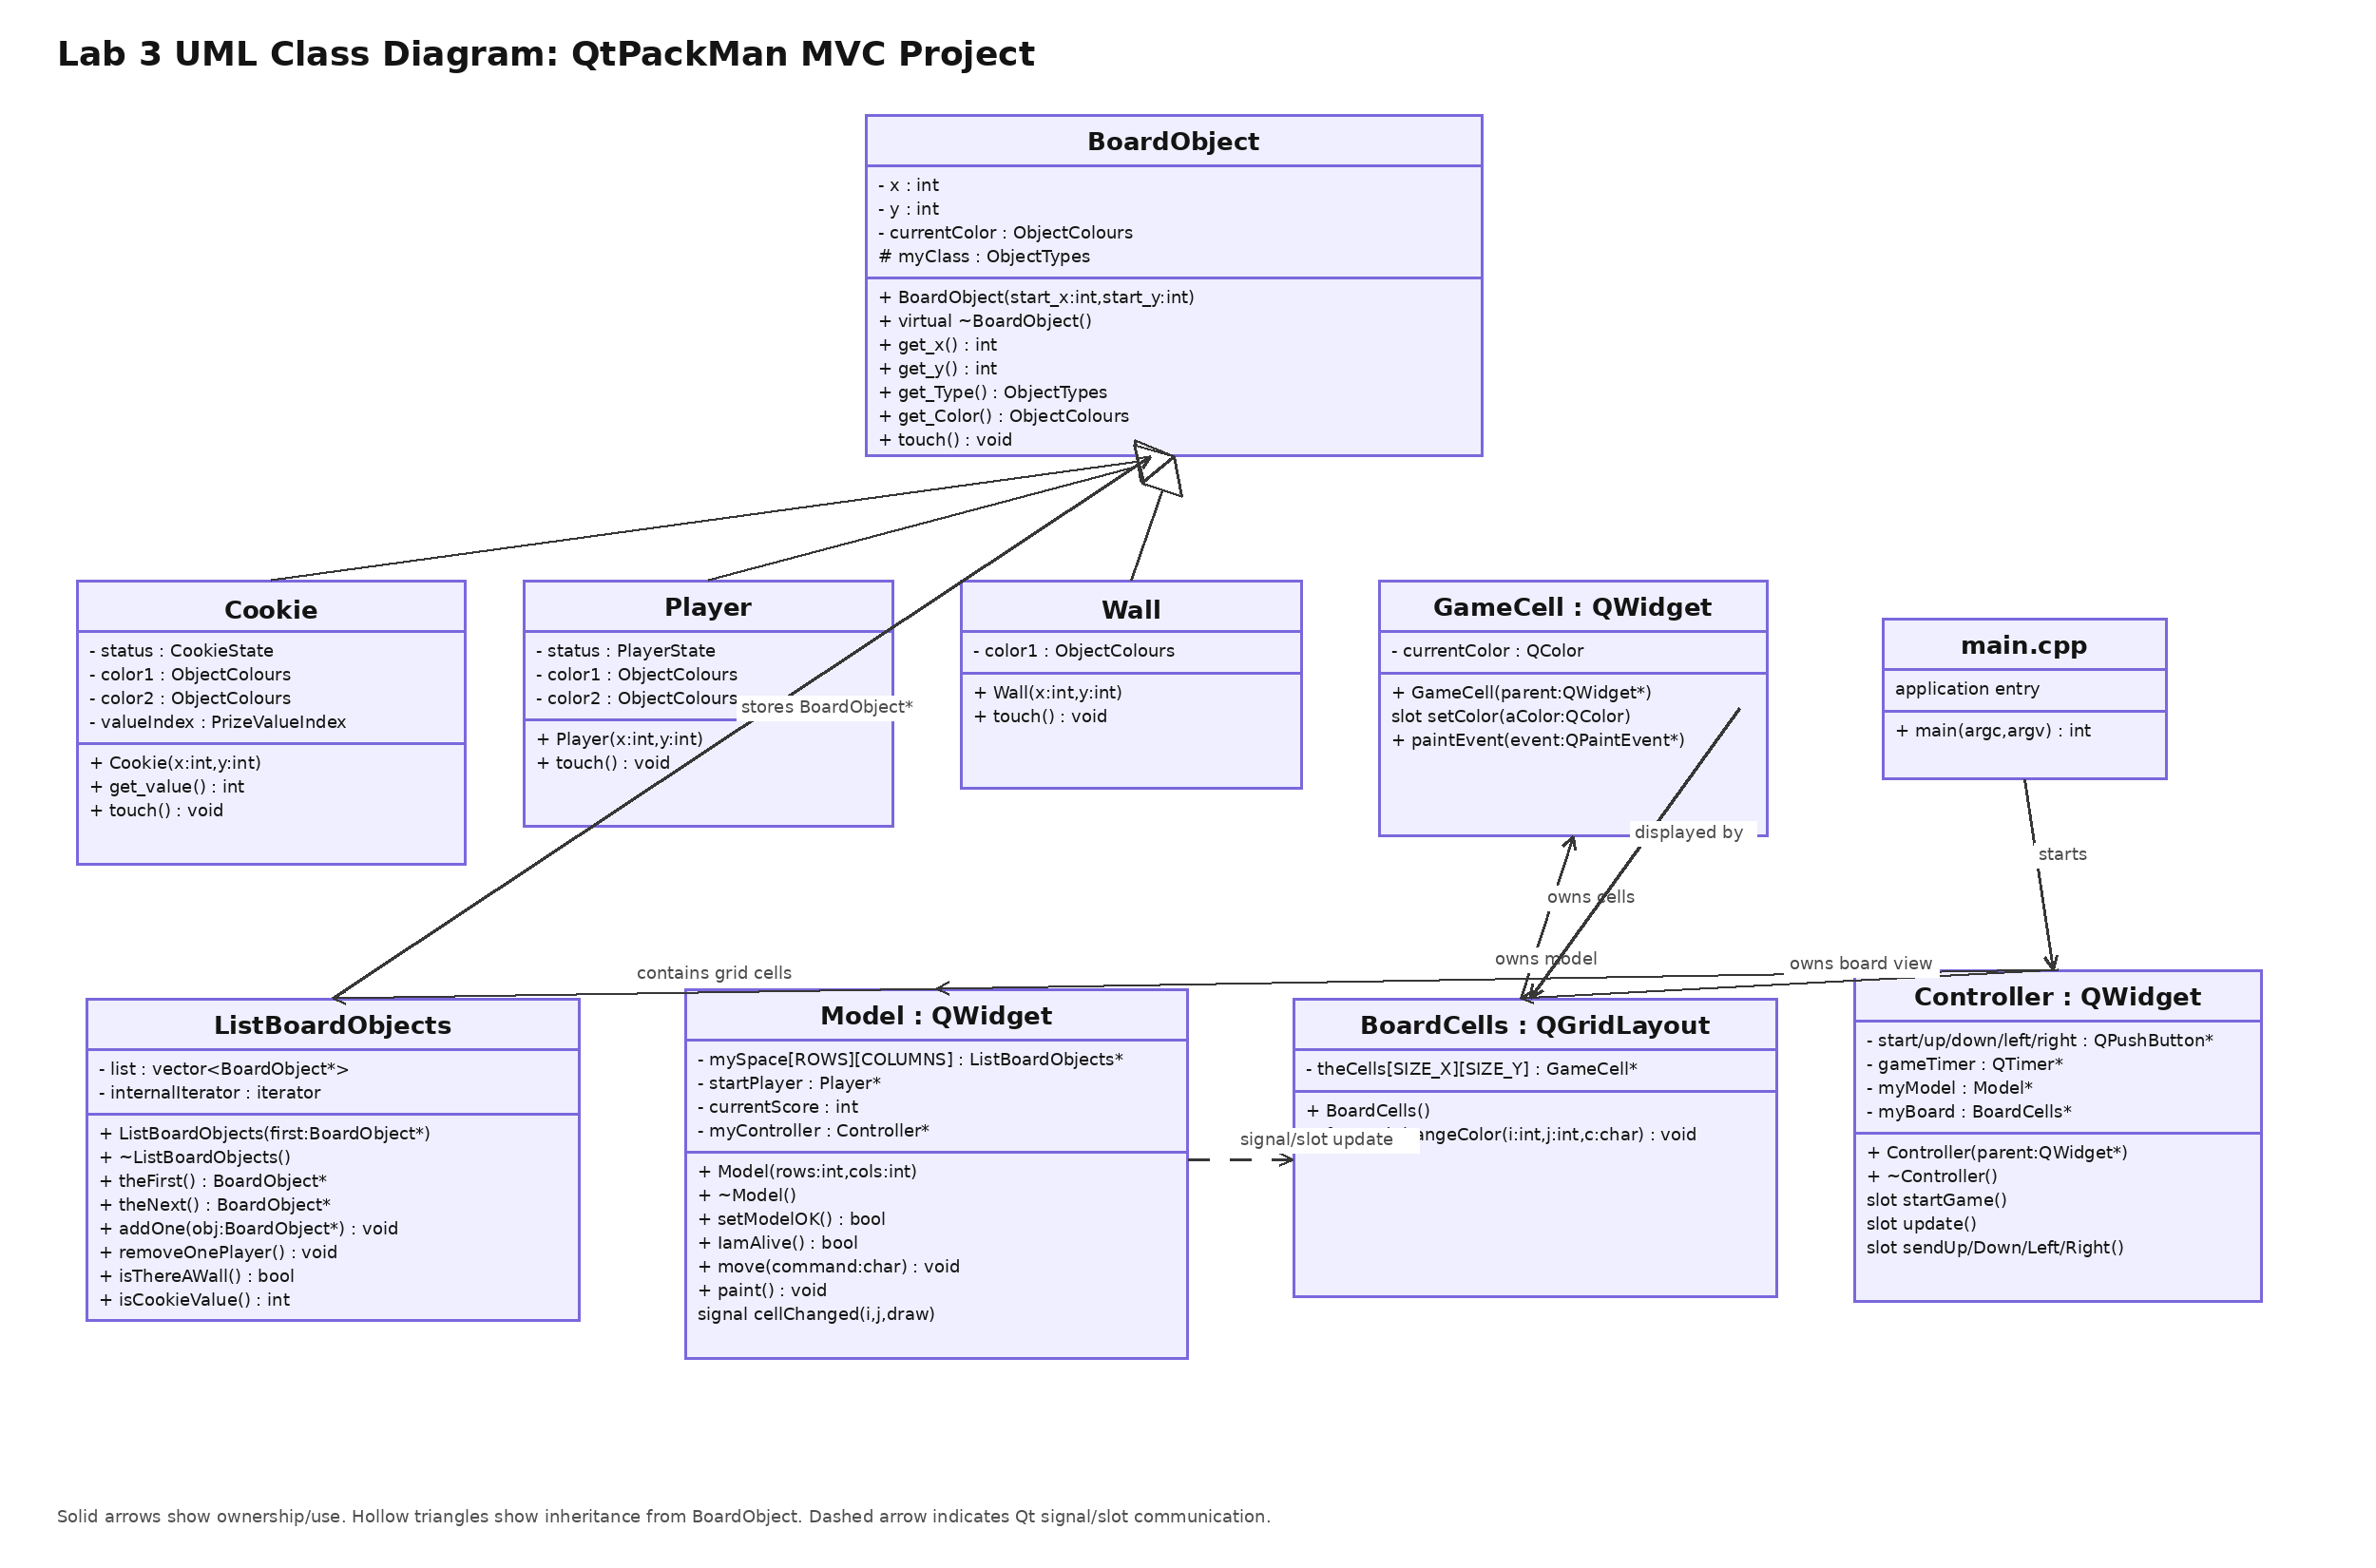 Lab 3 UML Class Diagram: QtPackMan MVC Project
BoardObject
- x : int
- y : int
- currentColor : ObjectColours
# myClass : ObjectTypes
+ BoardObject(start_x:int,start_y:int)
+ virtual ~BoardObject()
+ get_x() : int
+ get_y() : int
+ get_Type() : ObjectTypes
+ get_Color() : ObjectColours
+ touch() : void
Cookie
- status : CookieState
- color1 : ObjectColours
- color2 : ObjectColours
- valueIndex : PrizeValueIndex
+ Cookie(x:int,y:int)
+ get_value() : int
+ touch() : void
Player
- status : PlayerState
- color1 : ObjectColours
- color2 : ObjectColours
+ Player(x:int,y:int)
+ touch() : void
stores BoardObject*
Wall
- color1 : ObjectColours
+ Wall(x:int,y:int)
+ touch() : void
GameCell : QWidget
- currentColor : QColor
+ GameCell(parent:QWidget*)
slot setColor(aColor:QColor)
+ paintEvent(event:QPaintEvent*)
main.cpp
application entry
+ main(argc,argv) : int
displayed by
starts
owns cells
owns model
owns board view
contains grid cells
ListBoardObjects
- list : vector<BoardObject*>
- internalIterator : iterator
+ ListBoardObjects(first:BoardObject*)
+ ~ListBoardObjects()
+ theFirst() : BoardObject*
+ theNext() : BoardObject*
+ addOne(obj:BoardObject*) : void
+ removeOnePlayer() : void
+ isThereAWall() : bool
+ isCookieValue() : int
Model : QWidget
- mySpace[ROWS][COLUMNS] : ListBoardObjects*
- startPlayer : Player*
- currentScore : int
- myController : Controller*
+ Model(rows:int,cols:int)
+ ~Model()
+ setModelOK() : bool
+ IamAlive() : bool
+ move(command:char) : void
+ paint() : void
signal cellChanged(i,j,draw)
signal/slot update
BoardCells : QGridLayout
- theCells[SIZE_X][SIZE_Y] : GameCell*
+ BoardCells()
angeColor(i:int,j:int,c:char) : void
Controller : QWidget
- start/up/down/left/right : QPushButton*
- gameTimer : QTimer*
- myModel : Model*
- myBoard : BoardCells*
+ Controller(parent:QWidget*)
+ ~Controller()
slot startGame()
slot update()
slot sendUp/Down/Left/Right()
Solid arrows show ownership/use. Hollow triangles show inheritance from BoardObject. Dashed arrow indicates Qt signal/slot communication.